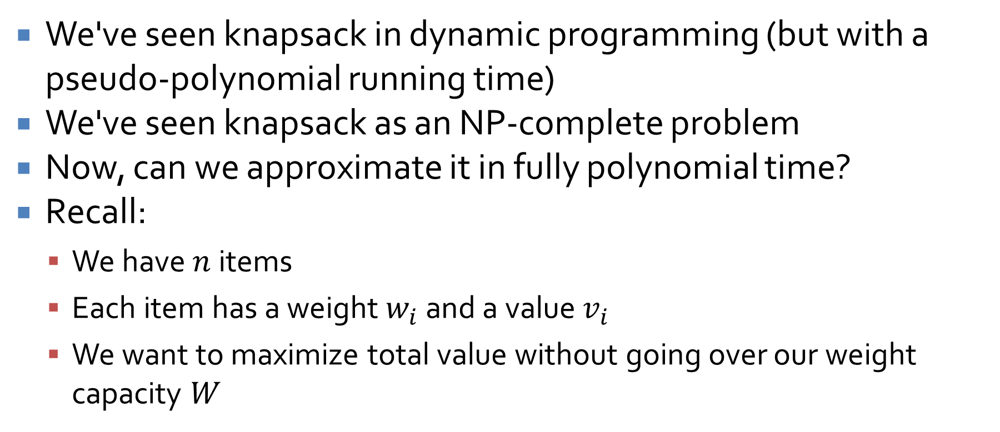 We've seen knapsack in dynamic programming (but with a
pseudo-polynomial running time)
We've seen knapsack as an NP-complete problem
Now, can we approximate it in fully polynomial time?
Recall:
We have n items
Each item has a weight wᵢ and a value vᵢ
We want to maximize total value without going over our weight
capacity W